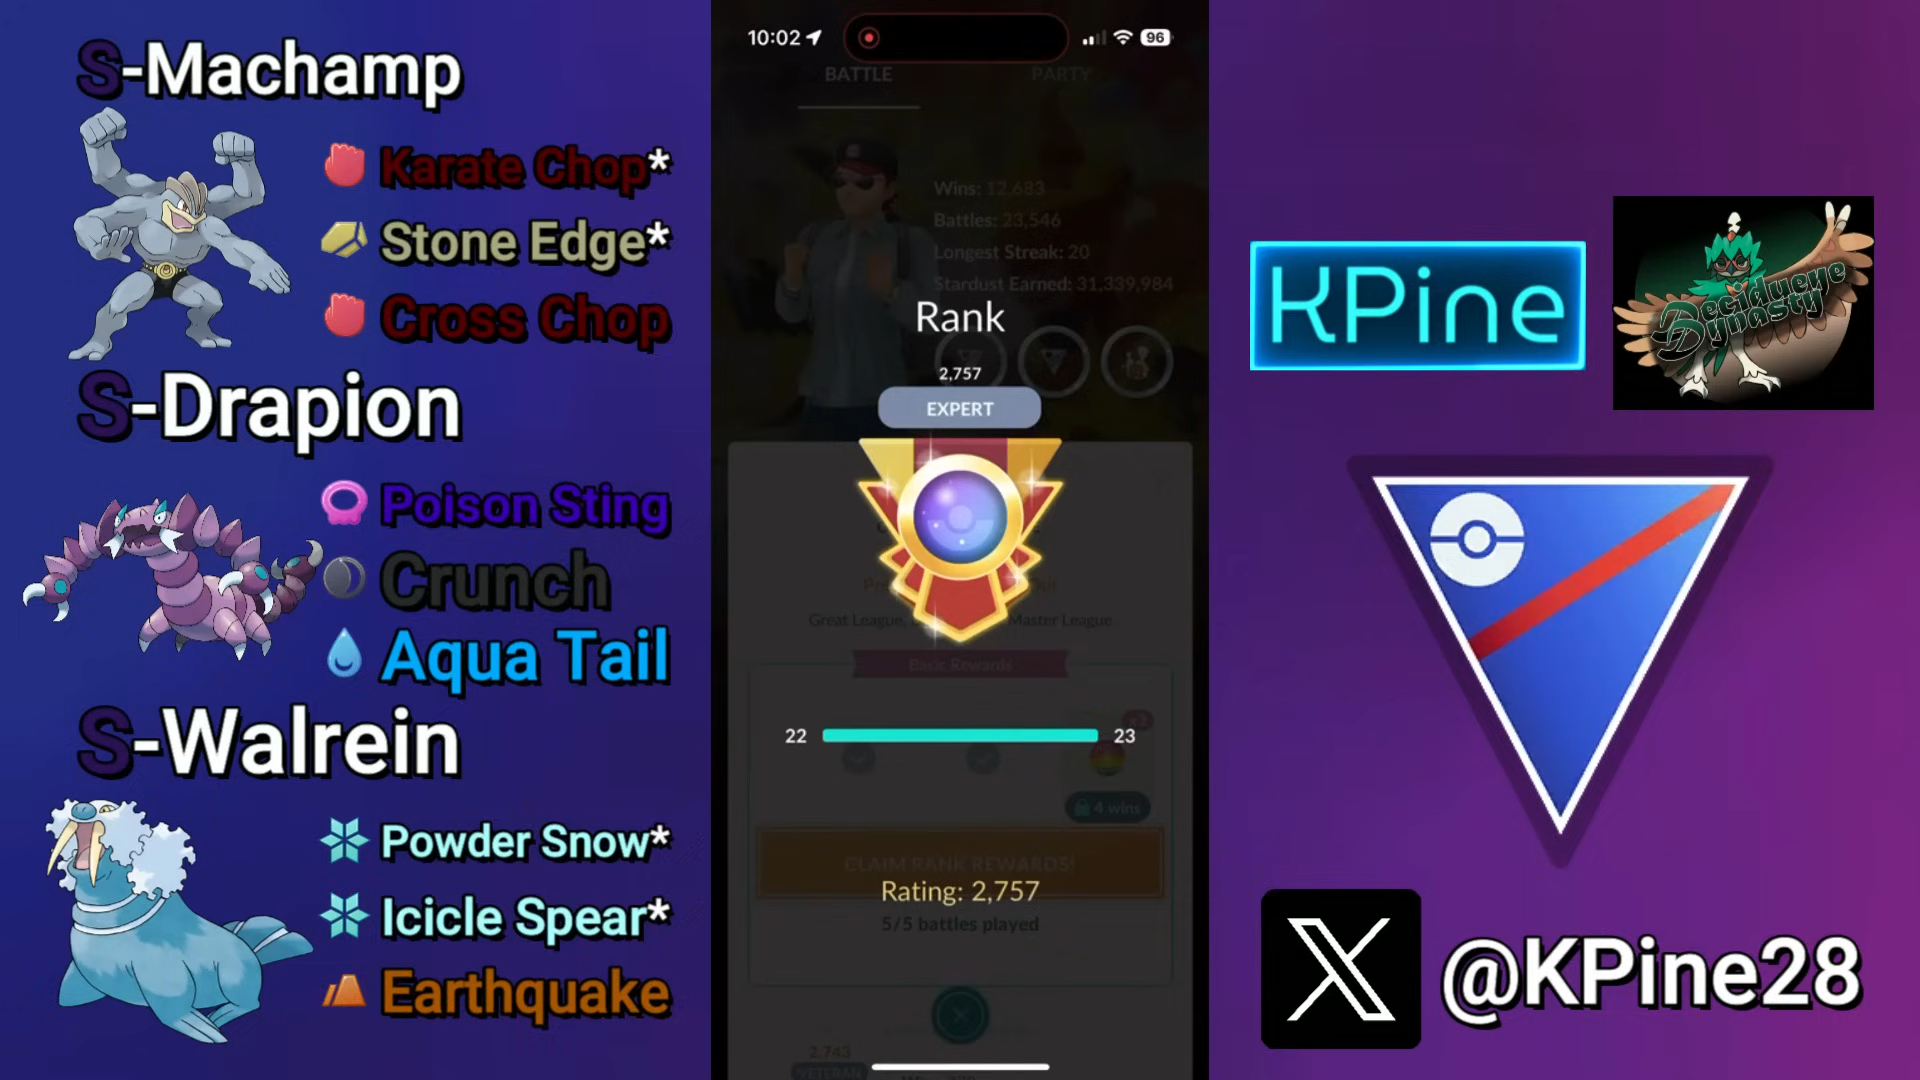 S-Machamp
Karate Chop*
Stone Edge*
Cross Chop
S-Drapion
Poison Sting
Crunch
Aqua Tail
S-Walrein
Powder Snow*
Icicle Spear*
Earthquake
10:02
96
BATTLE
PARTY
Wins: 12,683
Battles: 23,546
Longest Streak: 20
Stardust Earned: 31,339,984
Rank
2,757
EXPERT
Great League,
Master League
Basic Rewards
22
23
4 wins
CLAIM RANK REWARDS!
Rating: 2,757
5/5 battles played
2,743
VETERAN
KPine
Decidueye
Dynasty
X
@KPine28